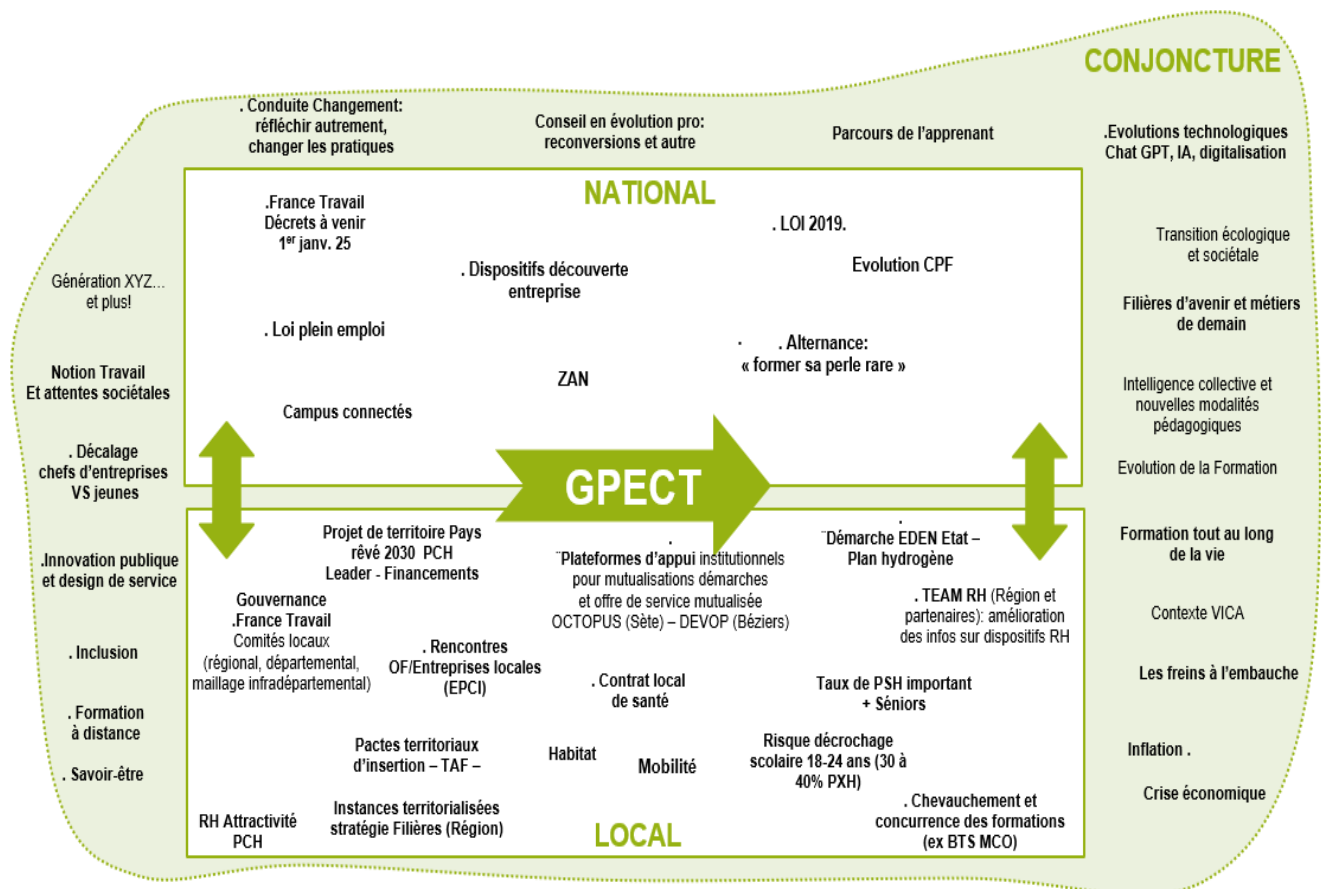 CONJONCTURE
. Conduite Changement:
réfléchir autrement,
changer les pratiques
Conseil en évolution pro:
reconversions et autre
Parcours de l'apprenant
.Evolutions technologiques
Chat GPT, IA, digitalisation
NATIONAL
.France Travail
Décrets à venir
1er janv. 25
. LOI 2019.
. Dispositifs découverte
entreprise
Evolution CPF
. Loi plein emploi
. . Alternance:
« former sa perle rare »
ZAN
Campus connectés
Génération XYZ…
et plus!
Notion Travail
Et attentes sociétales
. Décalage
chefs d'entreprises
VS jeunes
.Innovation publique
et design de service
. Inclusion
. Formation
à distance
. Savoir-être
Transition écologique
et sociétale
Filières d'avenir et métiers
de demain
Intelligence collective et
nouvelles modalités
pédagogiques
Evolution de la Formation
Formation tout au long
de la vie
Contexte VICA
Les freins à l'embauche
Inflation .
Crise économique
GPECT
Projet de territoire Pays
rêvé 2030 PCH
Leader - Financements
Gouvernance
.France Travail
Comités locaux
(régional, départemental,
maillage infradépartemental)
. Rencontres
OF/Entreprises locales
(EPCI)
.
¨Plateformes d'appui institutionnels
pour mutualisations démarches
et offre de service mutualisée
OCTOPUS (Sète) – DEVOP (Béziers)
.
¨Démarche EDEN Etat –
Plan hydrogène
. TEAM RH (Région et
partenaires): amélioration
des infos sur dispositifs RH
. Contrat local
de santé
Taux de PSH important
+ Séniors
Pactes territoriaux
d'insertion – TAF –
Habitat
Mobilité
Risque décrochage
scolaire 18-24 ans (30 à
40% PXH)
RH Attractivité
PCH
Instances territorialisées
stratégie Filières (Région)
. Chevauchement et
concurrence des formations
(ex BTS MCO)
LOCAL